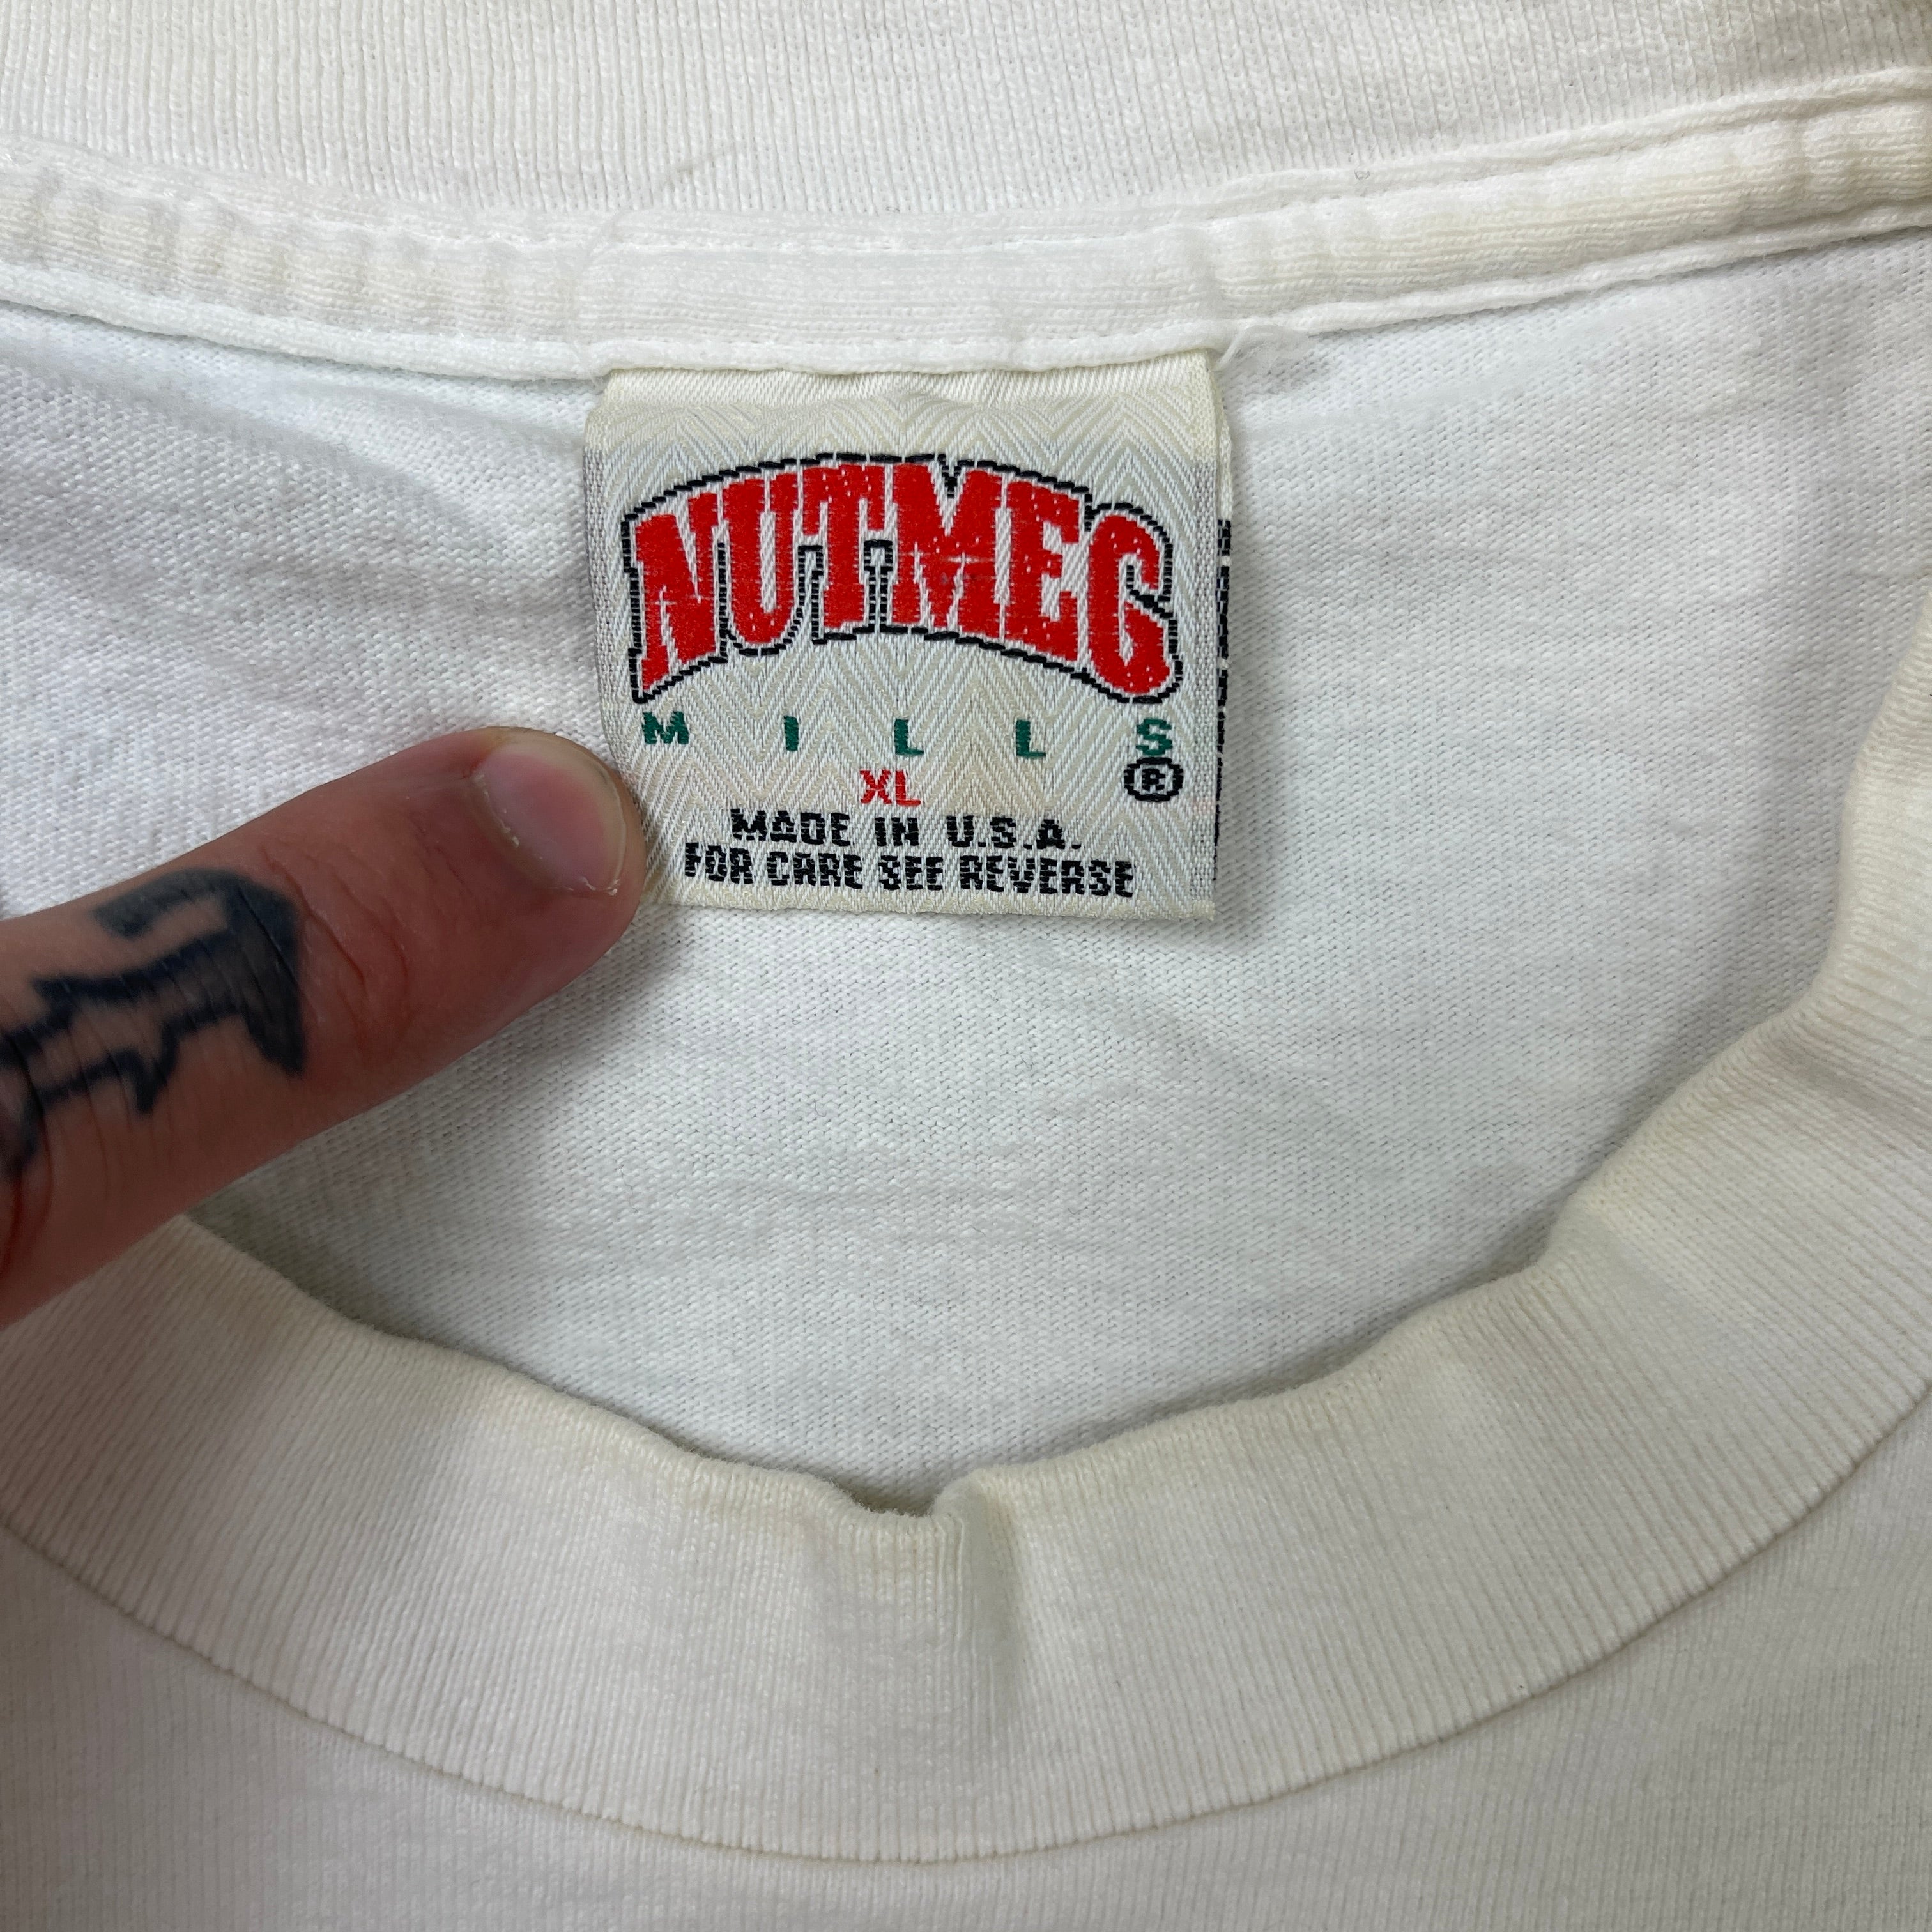 NUTMEG
MILLS
®
XL
MADE IN U.S.A.
FOR CARE SEE REVERSE